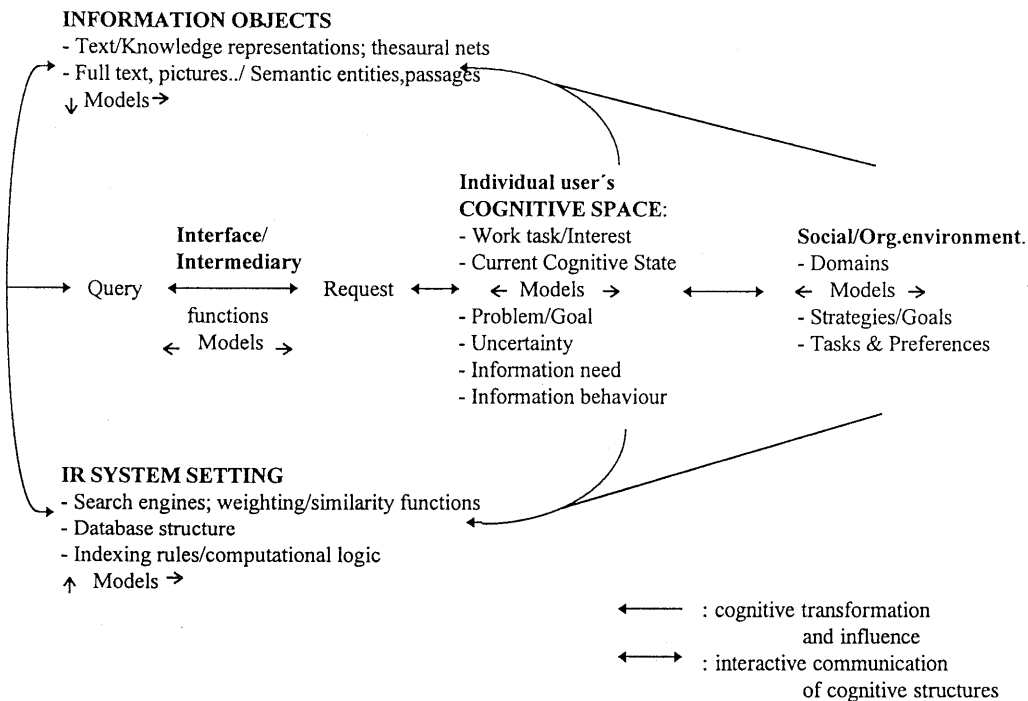 INFORMATION OBJECTS
- Text/Knowledge representations; thesaural nets
- Full text, pictures../ Semantic entities,passages
↓ Models →
Individual user´s
COGNITIVE SPACE:
- Work task/Interest
- Current Cognitive State
← Models →
- Problem/Goal
- Uncertainty
- Information need
- Information behaviour
Interface/
Intermediary
Query
Request
functions
← Models →
Social/Org.environment.
- Domains
← Models →
- Strategies/Goals
- Tasks & Preferences
IR SYSTEM SETTING
- Search engines; weighting/similarity functions
- Database structure
- Indexing rules/computational logic
↑ Models →
: cognitive transformation
and influence
: interactive communication
of cognitive structures